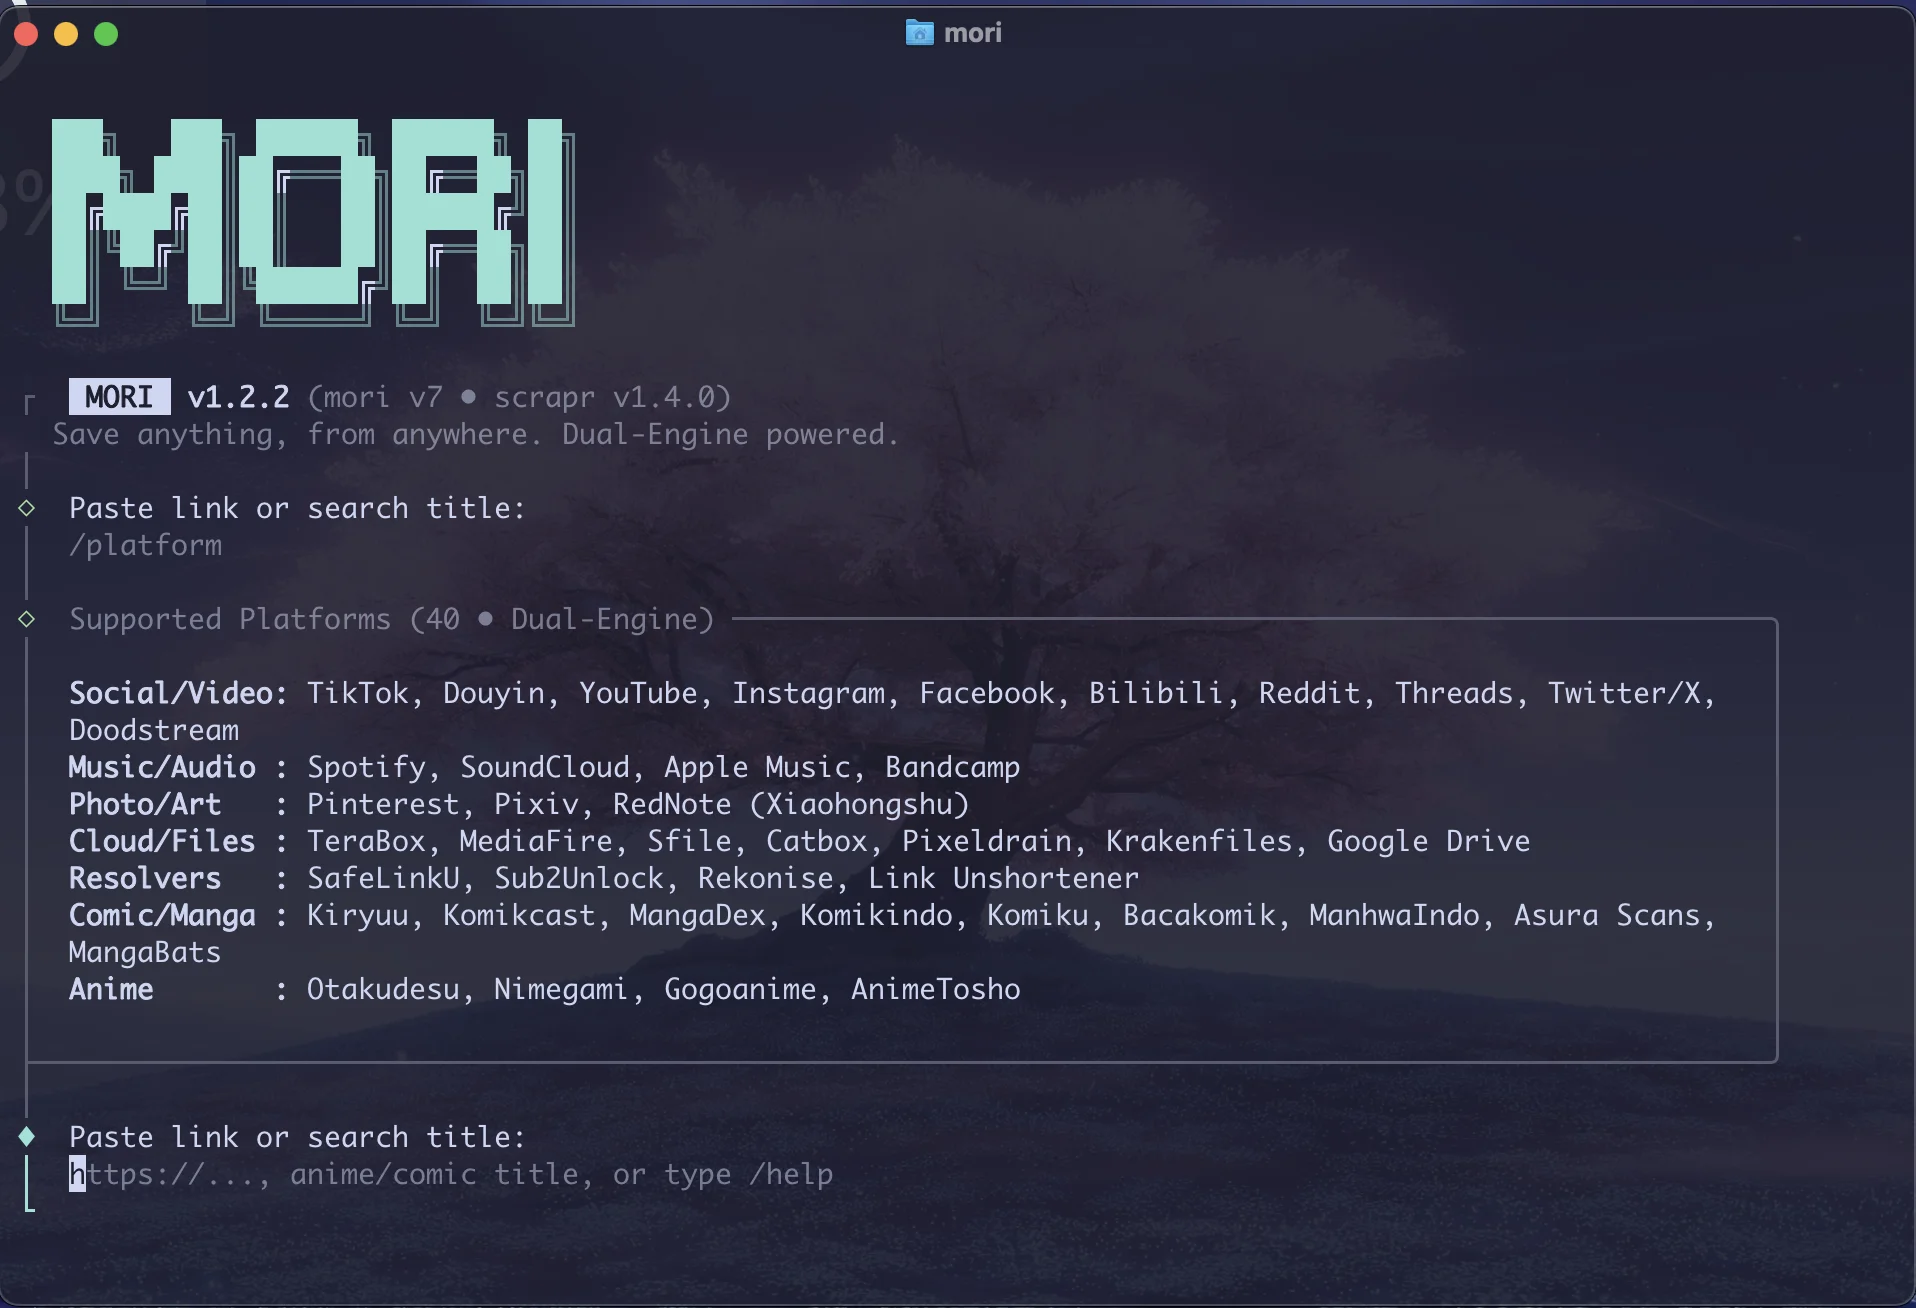 mori
MORI
MORI v1.2.2 (mori v7 ● scrapr v1.4.0)
Save anything, from anywhere. Dual-Engine powered.
Paste link or search title:
/platform
Supported Platforms (40 ● Dual-Engine)
Social/Video: TikTok, Douyin, YouTube, Instagram, Facebook, Bilibili, Reddit, Threads, Twitter/X,
Doodstream
Music/Audio : Spotify, SoundCloud, Apple Music, Bandcamp
Photo/Art : Pinterest, Pixiv, RedNote (Xiaohongshu)
Cloud/Files : TeraBox, MediaFire, Sfile, Catbox, Pixeldrain, Krakenfiles, Google Drive
Resolvers : SafeLinkU, Sub2Unlock, Rekonise, Link Unshortener
Comic/Manga : Kiryuu, Komikcast, MangaDex, Komikindo, Komiku, Bacakomik, ManhwaIndo, Asura Scans,
MangaBats
Anime : Otakudesu, Nimegami, Gogoanime, AnimeTosho
Paste link or search title:
https://..., anime/comic title, or type /help